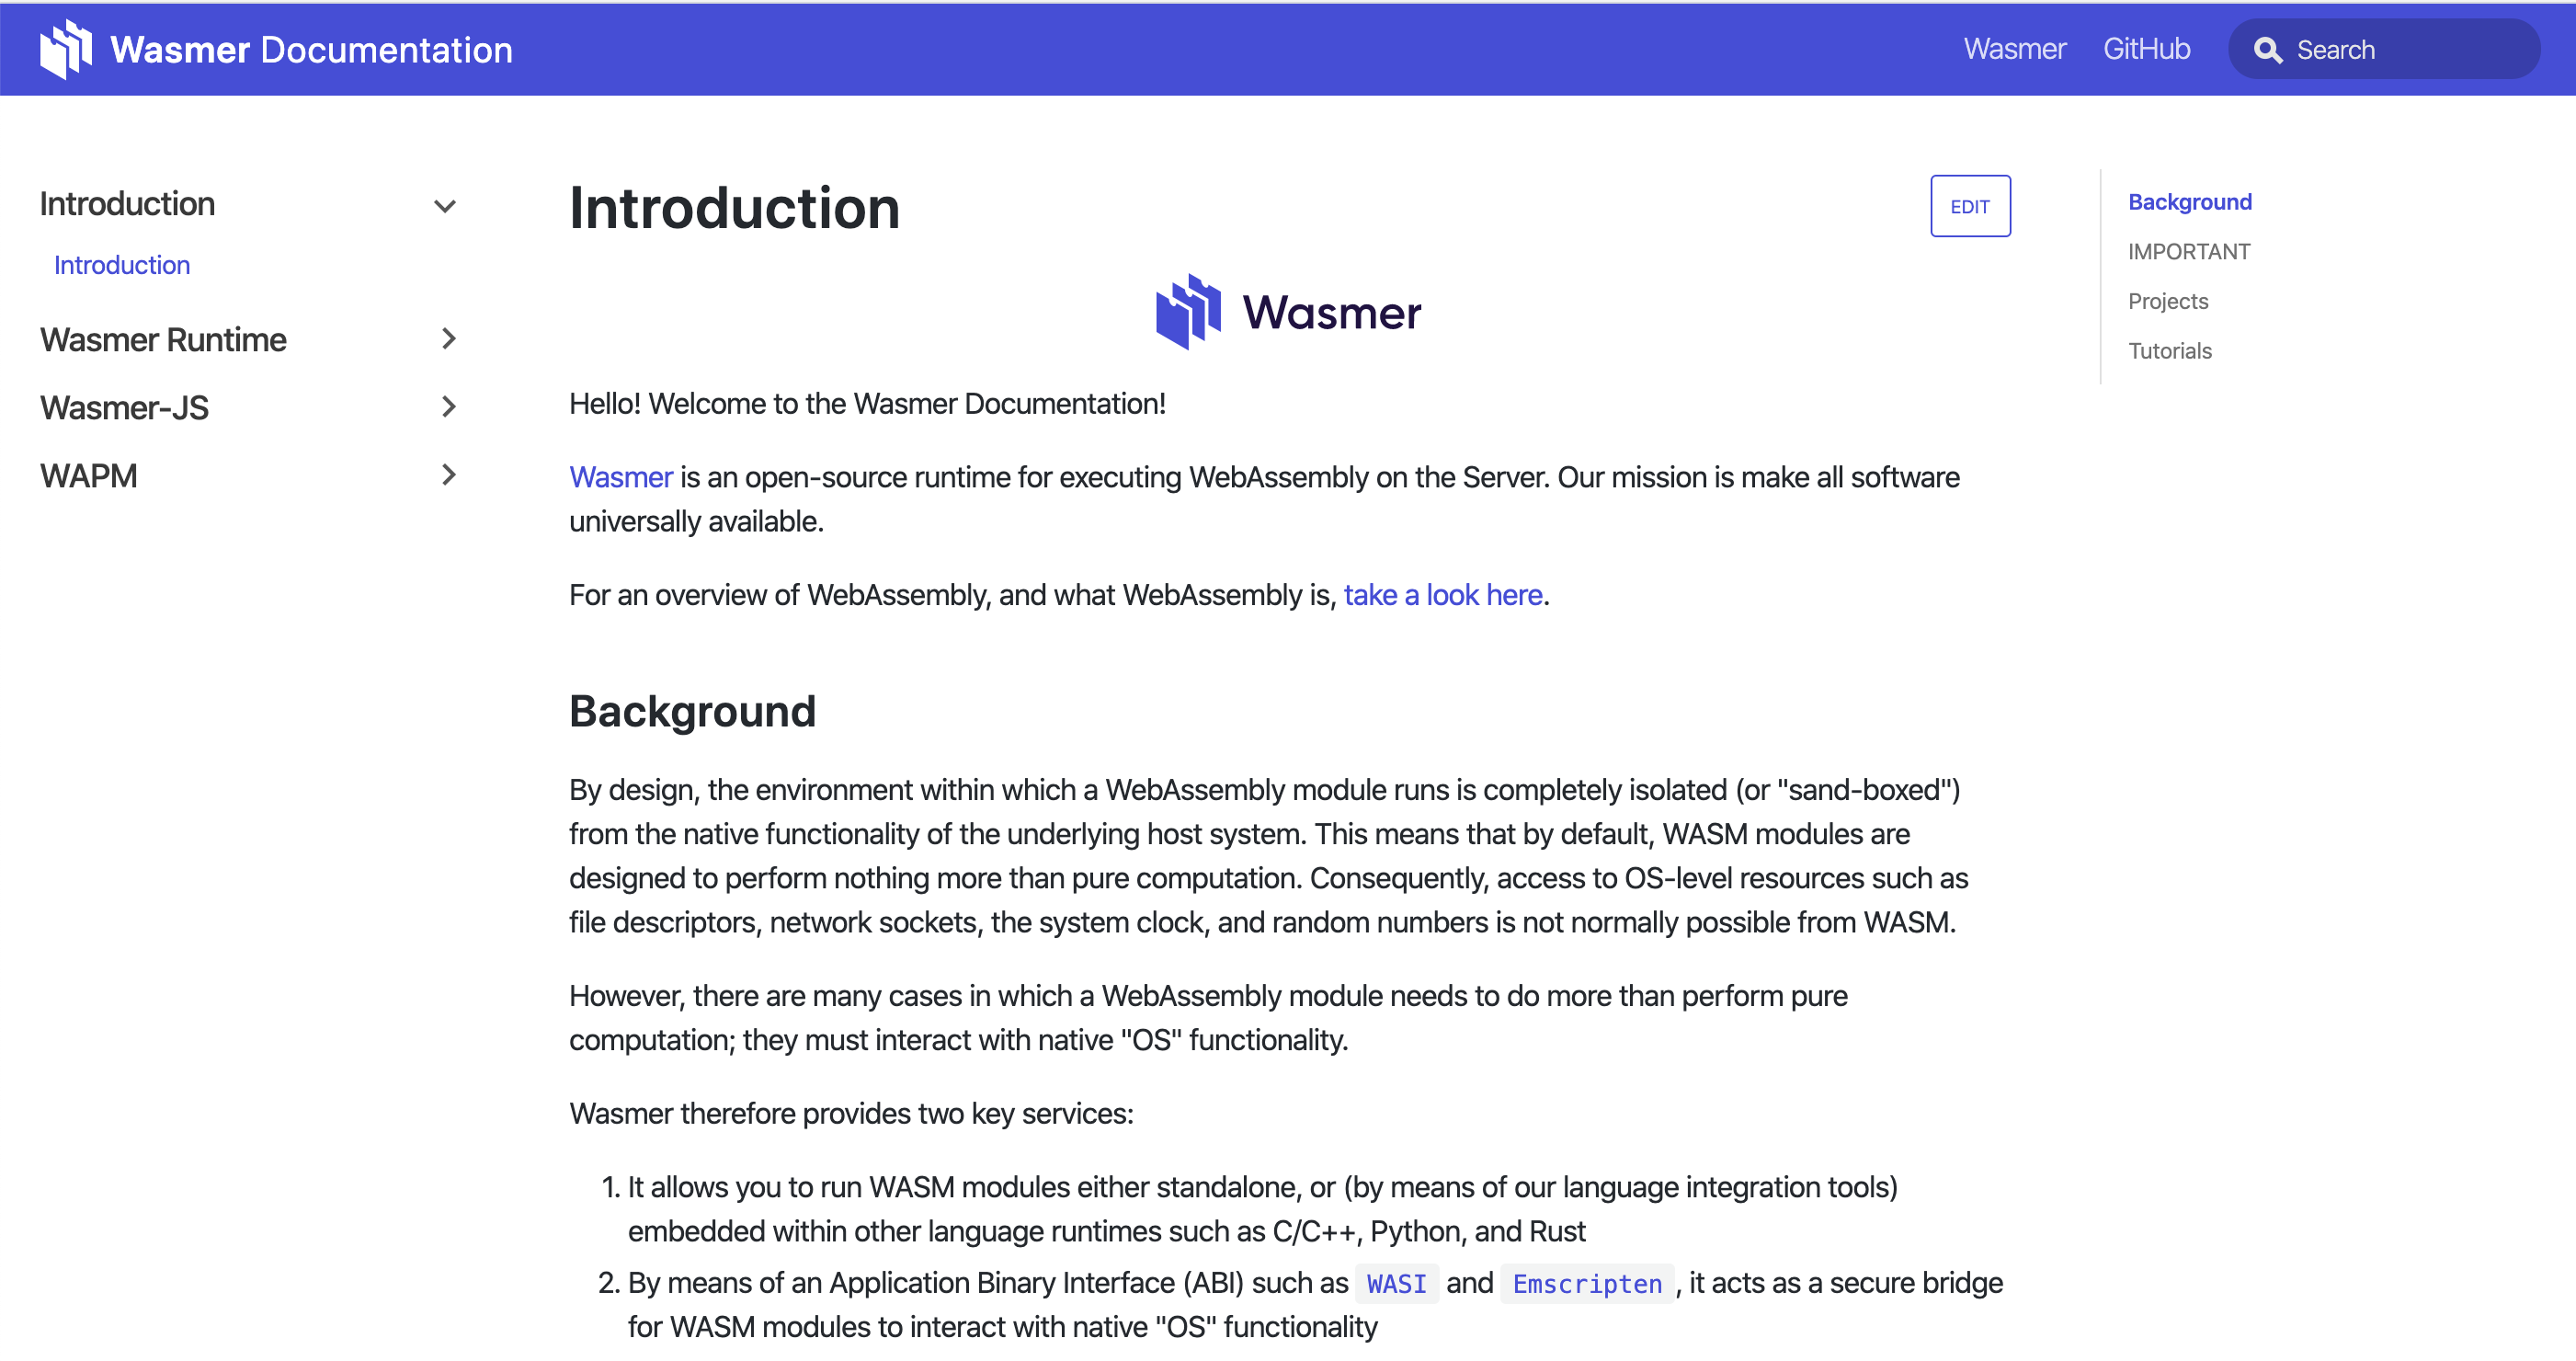 Wasmer Documentation
Wasmer
GitHub
Search
Introduction
Introduction
Wasmer Runtime
Wasmer-JS
WAPM
Introduction
EDIT
Wasmer
Hello! Welcome to the Wasmer Documentation!
Wasmer is an open-source runtime for executing WebAssembly on the Server. Our mission is make all software
universally available.
For an overview of WebAssembly, and what WebAssembly is, take a look here.
Background
By design, the environment within which a WebAssembly module runs is completely isolated (or "sand-boxed")
from the native functionality of the underlying host system. This means that by default, WASM modules are
designed to perform nothing more than pure computation. Consequently, access to OS-level resources such as
file descriptors, network sockets, the system clock, and random numbers is not normally possible from WASM.
However, there are many cases in which a WebAssembly module needs to do more than perform pure
computation; they must interact with native "OS" functionality.
Wasmer therefore provides two key services:
1. It allows you to run WASM modules either standalone, or (by means of our language integration tools)
embedded within other language runtimes such as C/C++, Python, and Rust
2. By means of an Application Binary Interface (ABI) such as WASI and Emscripten, it acts as a secure bridge
for WASM modules to interact with native "OS" functionality
Background
IMPORTANT
Projects
Tutorials